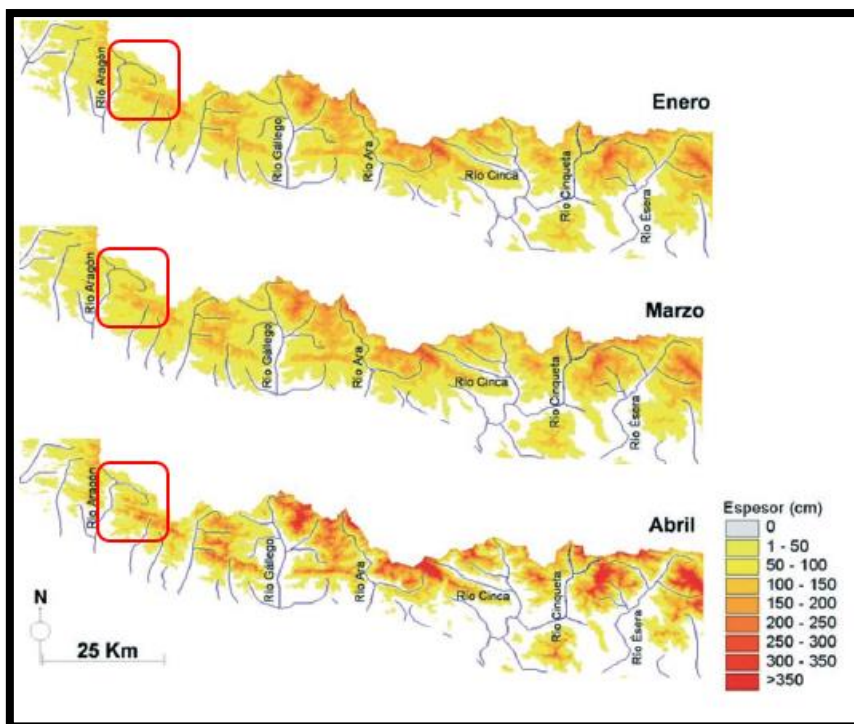 Enero
Río Aragón
Río Gállego
Río Ara
Río Cinca
Río Cinqueta
Río Ésera
Marzo
Río Aragón
Río Gállego
Río Ara
Río Cinca
Río Cinqueta
Río Ésera
Abril
Río Aragón
Río Gállego
Río Ara
Río Cinca
Río Cinqueta
Río Ésera
N
25 Km
Espesor (cm)
0
1 - 50
50 - 100
100 - 150
150 - 200
200 - 250
250 - 300
300 - 350
>350